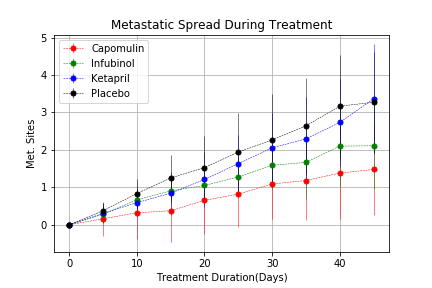 Metastatic Spread During Treatment
5
4
3
2
1
0
Met. Sites
Capomulin
Infubinol
Ketapril
Placebo
0
10
20
30
40
Treatment Duration(Days)